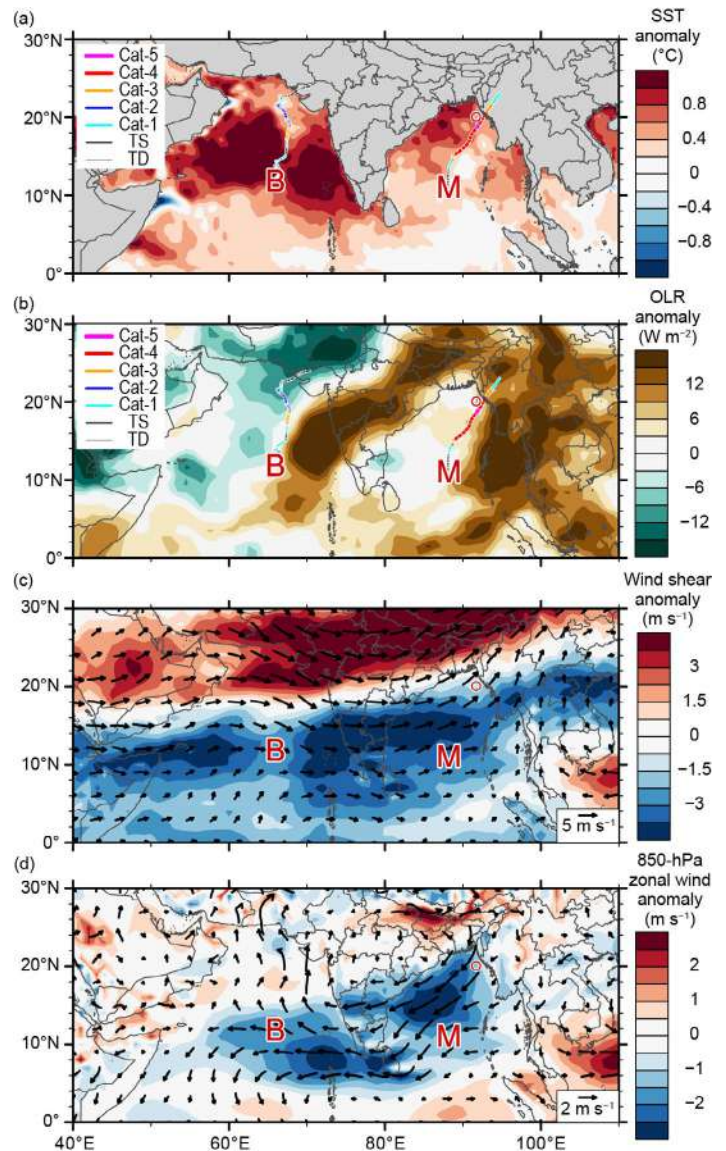 (a)
SST
anomaly
(°C)
30°N
20°N
10°N
0°
Cat-5
Cat-4
Cat-3
Cat-2
Cat-1
TS
TD
B
M
0.8
0.4
0
−0.4
−0.8
(b)
OLR
anomaly
(W m⁻²)
30°N
20°N
10°N
0°
Cat-5
Cat-4
Cat-3
Cat-2
Cat-1
TS
TD
B
M
12
6
0
−6
−12
(c)
Wind shear
anomaly
(m s⁻¹)
30°N
20°N
10°N
0°
B
M
5 m s⁻¹
3
1.5
0
−1.5
−3
(d)
850-hPa
zonal wind
anomaly
(m s⁻¹)
30°N
20°N
10°N
0°
B
M
2 m s⁻¹
2
1
0
−1
−2
40°E 60°E 80°E 100°E